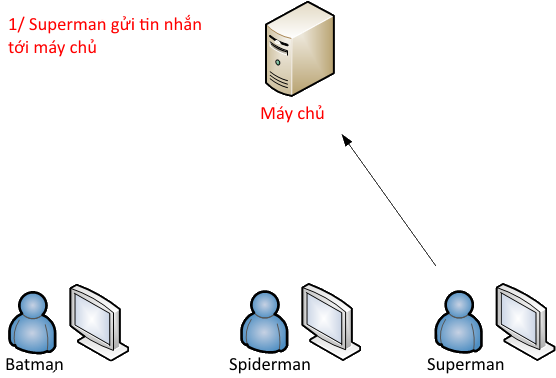 1/ Superman gửi tin nhắn
tới máy chủ
Máy chủ
Batman
Spiderman
Superman